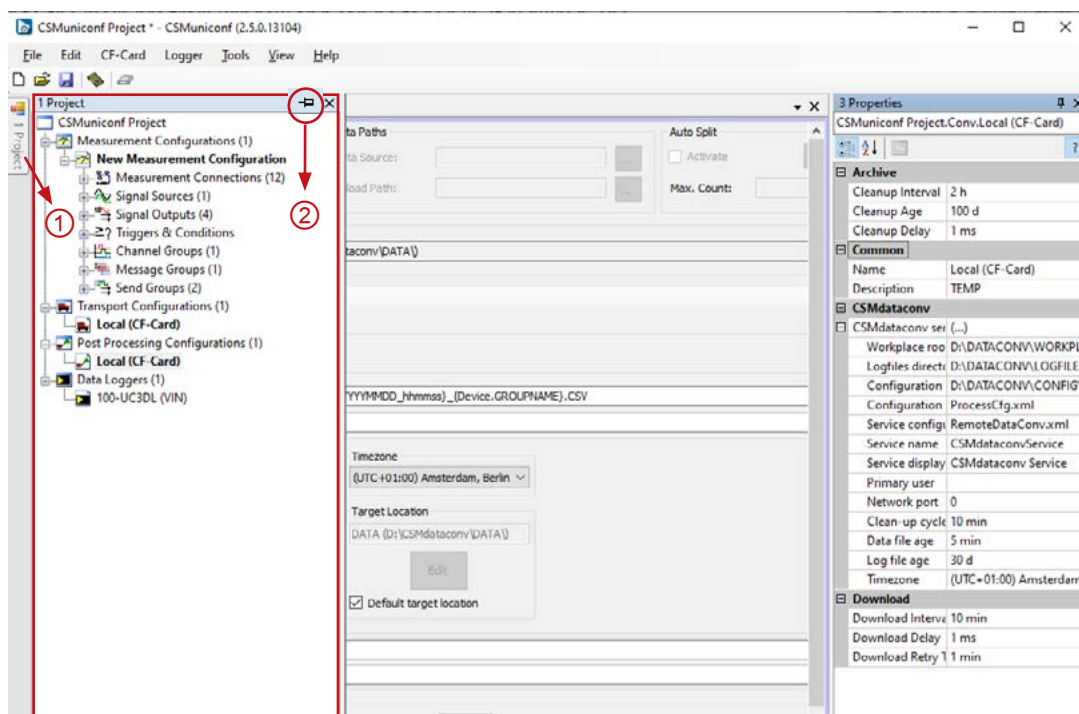 CSMuniconf Project * - CSMuniconf (2.5.0.13104)
File Edit CF-Card Logger Tools View Help
1 Project
1 Project
CSMuniconf Project
Measurement Configurations (1)
New Measurement Configuration
Measurement Connections (12)
Signal Sources (1)
Signal Outputs (4)
Triggers & Conditions
Channel Groups (1)
Message Groups (1)
Send Groups (2)
Transport Configurations (1)
Local (CF-Card)
Post Processing Configurations (1)
Local (CF-Card)
Data Loggers (1)
100-UC3DL (VIN)
1
2
ta Paths
ta Source:
...
load Path:
...
Auto Split
Activate
Max. Count:
taconv\DATA\)
YYYMMDD_hhmmss}_{Device.GROUPNAME}.CSV
Timezone
(UTC+01:00) Amsterdam, Berlin
Target Location
DATA (D:\CSMdataconv\DATA\)
Edit
Default target location
3 Properties
CSMuniconf Project.Conv.Local (CF-Card)
Archive
Cleanup Interval 2 h
Cleanup Age 100 d
Cleanup Delay 1 ms
Common
Name Local (CF-Card)
Description TEMP
CSMdataconv
CSMdataconv ser (...)
Workplace roo D:\DATACONV\WORKPL
Logfiles directo D:\DATACONV\LOGFILE
Configuration D:\DATACONV\CONFIG
Configuration ProcessCfg.xml
Service configu RemoteDataConv.xml
Service name CSMdataconvService
Service display CSMdataconv Service
Primary user
Network port 0
Clean-up cycle 10 min
Data file age 5 min
Log file age 30 d
Timezone (UTC+01:00) Amsterdam
Download
Download Interva 10 min
Download Delay 1 ms
Download Retry T 1 min